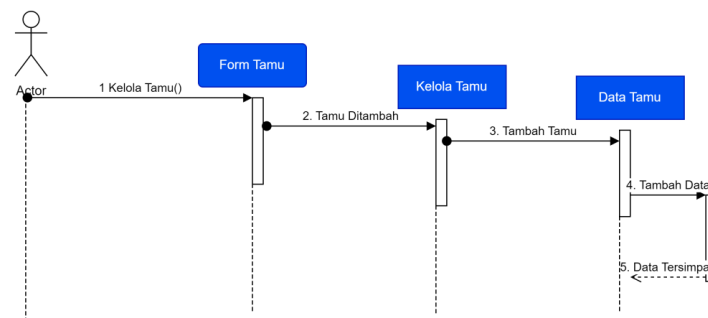 Form Tamu
Kelola Tamu
Data Tamu
Actor
1 Kelola Tamu()
2. Tamu Ditambah
3. Tambah Tamu
4. Tambah Data
5. Data Tersimpa